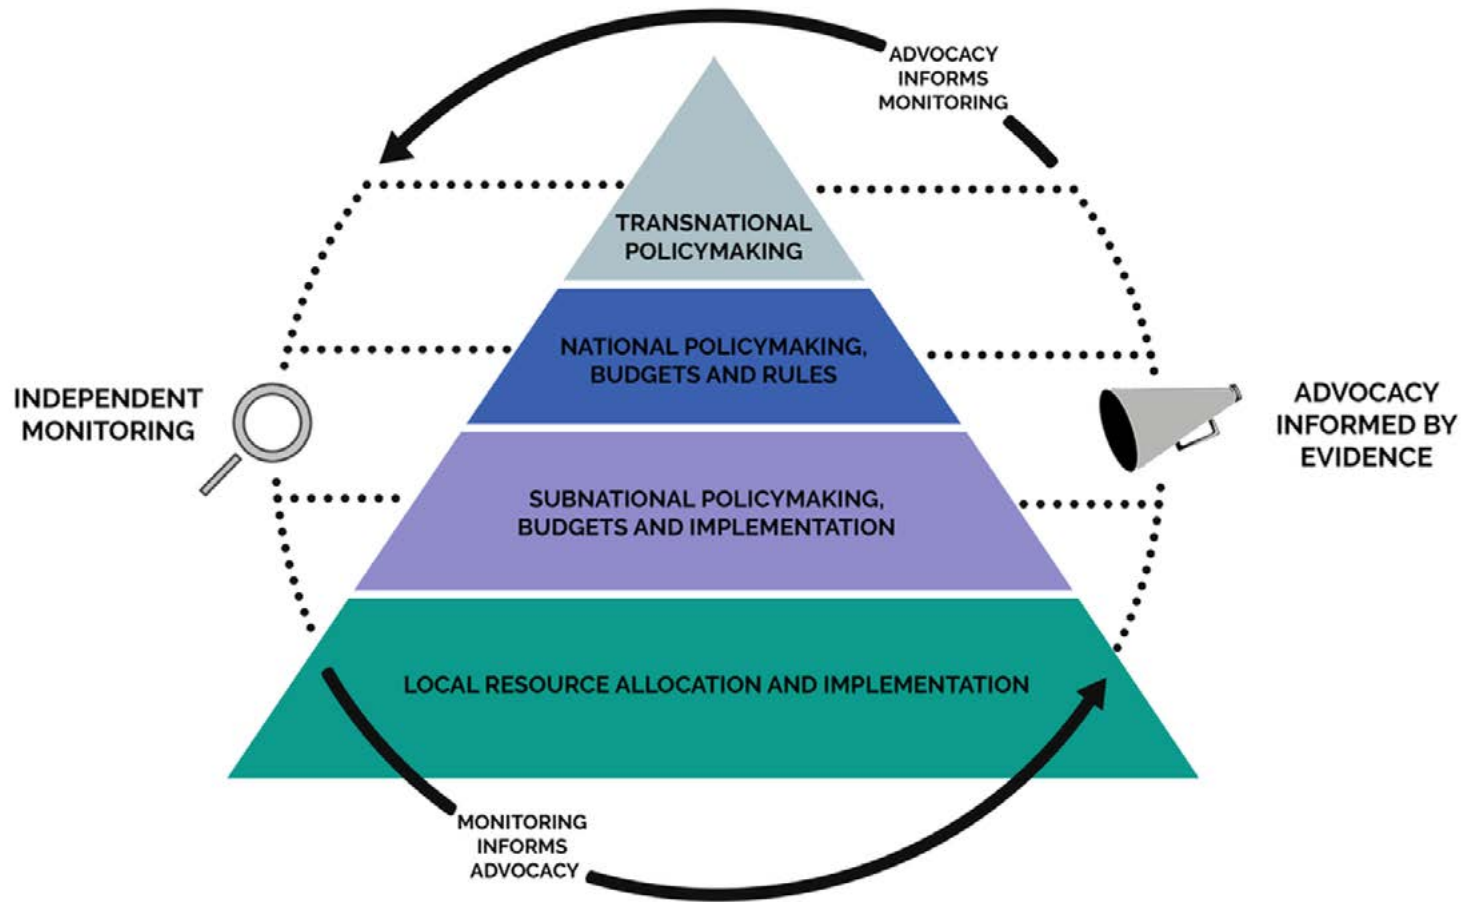 ADVOCACY
INFORMS
MONITORING
TRANSNATIONAL
POLICYMAKING
NATIONAL POLICYMAKING,
BUDGETS AND RULES
INDEPENDENT
MONITORING
ADVOCACY
INFORMED BY
EVIDENCE
SUBNATIONAL POLICYMAKING,
BUDGETS AND IMPLEMENTATION
LOCAL RESOURCE ALLOCATION AND IMPLEMENTATION
MONITORING
INFORMS
ADVOCACY